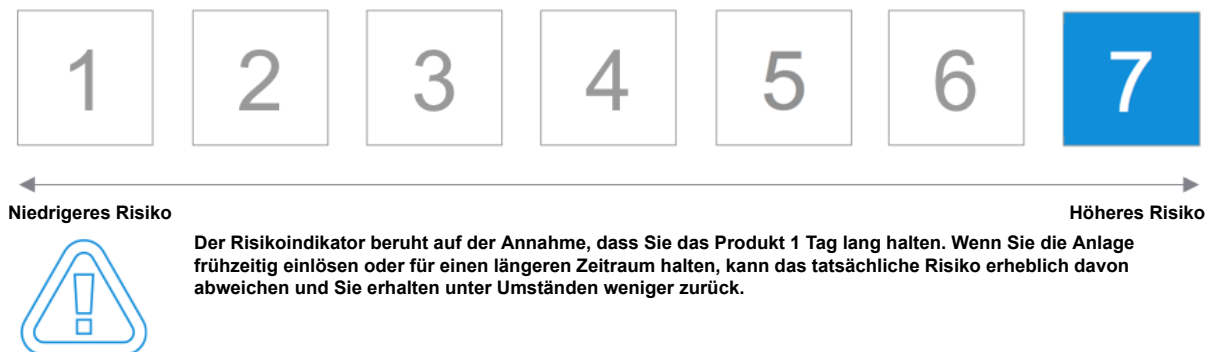 1 2 3 4 5 6 7
Niedrigeres Risiko Höheres Risiko
Der Risikoindikator beruht auf der Annahme, dass Sie das Produkt 1 Tag lang halten. Wenn Sie die Anlage
frühzeitig einlösen oder für einen längeren Zeitraum halten, kann das tatsächliche Risiko erheblich davon
abweichen und Sie erhalten unter Umständen weniger zurück.